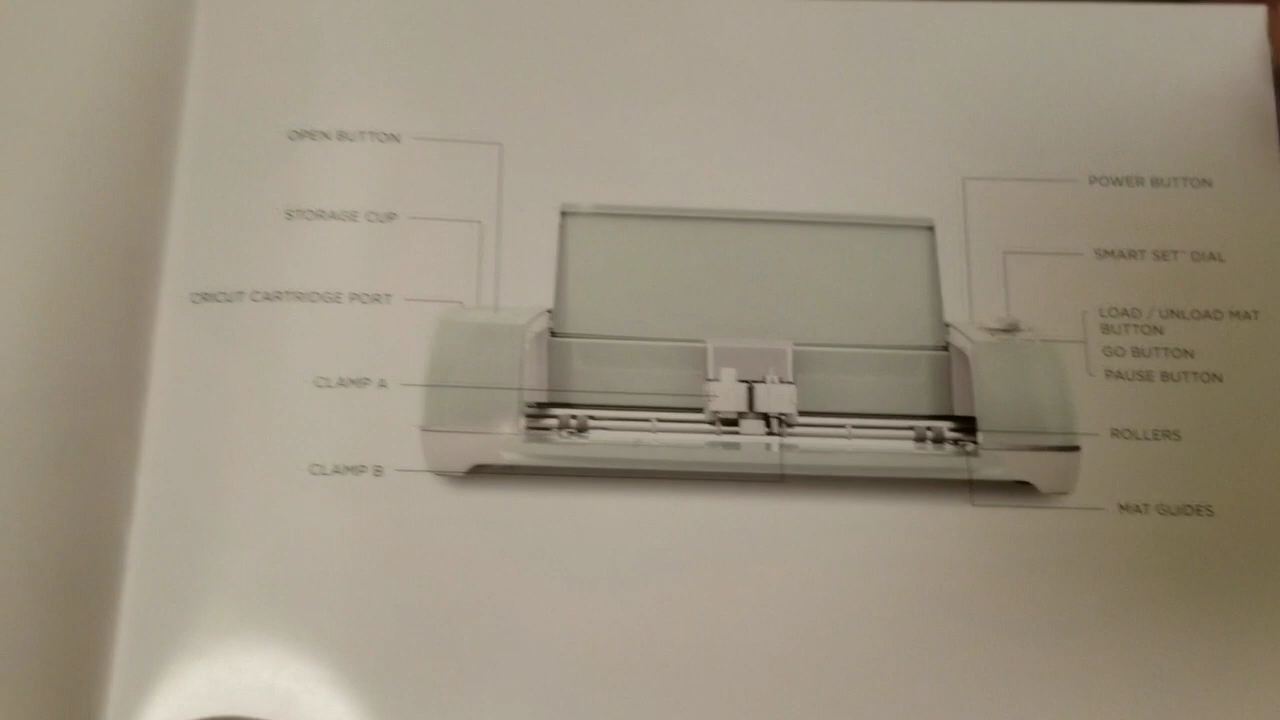 OPEN BUTTON
STORAGE CUP
CRICUT CARTRIDGE PORT
CLAMP A
CLAMP B
POWER BUTTON
SMART SET™ DIAL
LOAD / UNLOAD MAT
BUTTON
GO BUTTON
PAUSE BUTTON
ROLLERS
MAT GUIDES